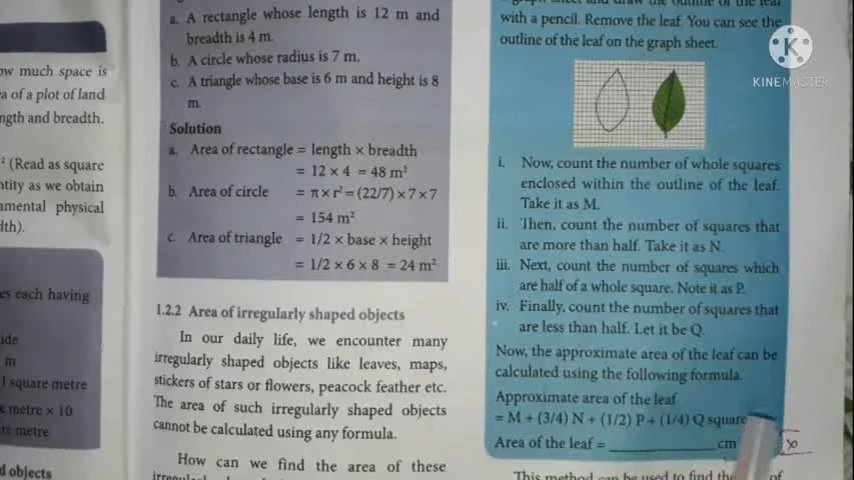 ow much space is
a of a plot of land
ngth and breadth.
² (Read as square
ntity as we obtain
amental physical
dth).
es each having
ide
m
l square metre
e metre × 10
re metre
d objects
a. A rectangle whose length is 12 m and
breadth is 4 m.
b. A circle whose radius is 7 m.
c. A triangle whose base is 6 m and height is 8
m.
Solution
a. Area of rectangle = length × breadth
= 12 × 4 = 48 m²
b. Area of circle = π × r² = (22/7) × 7 × 7
= 154 m²
c. Area of triangle = 1/2 × base × height
= 1/2 × 6 × 8 = 24 m²
1.2.2 Area of irregularly shaped objects
In our daily life, we encounter many
irregularly shaped objects like leaves, maps,
stickers of stars or flowers, peacock feather etc.
The area of such irregularly shaped objects
cannot be calculated using any formula.
How can we find the area of these
a graph sheet and draw the outline of the leaf
with a pencil. Remove the leaf. You can see the
outline of the leaf on the graph sheet.
i. Now, count the number of whole squares
enclosed within the outline of the leaf.
Take it as M.
ii. Then, count the number of squares that
are more than half. Take it as N.
iii. Next, count the number of squares which
are half of a whole square. Note it as P.
iv. Finally, count the number of squares that
are less than half. Let it be Q.
Now, the approximate area of the leaf can be
calculated using the following formula.
Approximate area of the leaf
= M + (3/4) N + (1/2) P + (1/4) Q square
Area of the leaf = ____________ cm
This method can be used to find the of
K
KINEMASTER